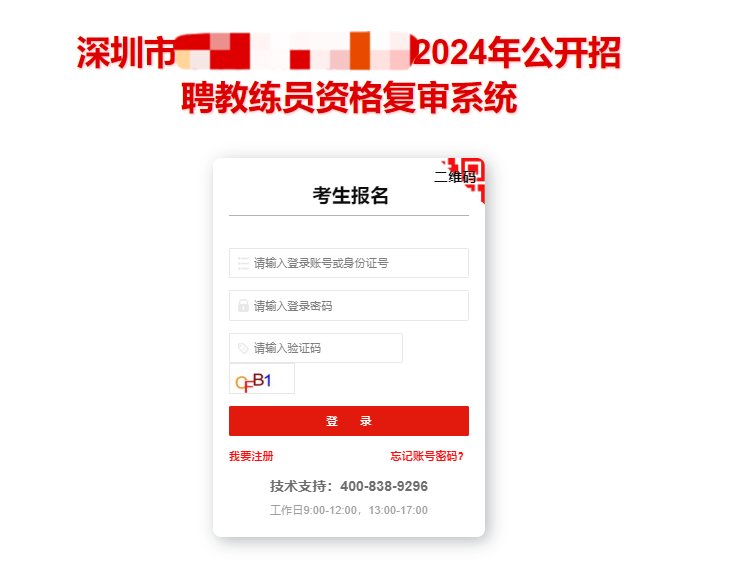 深圳市2024年公开招
聘教练员资格复审系统
二维码
考生报名
请输入登录账号或身份证号
请输入登录密码
请输入验证码
CFB1
登 录
我要注册 忘记账号密码?
技术支持：400-838-9296
工作日9:00-12:00，13:00-17:00